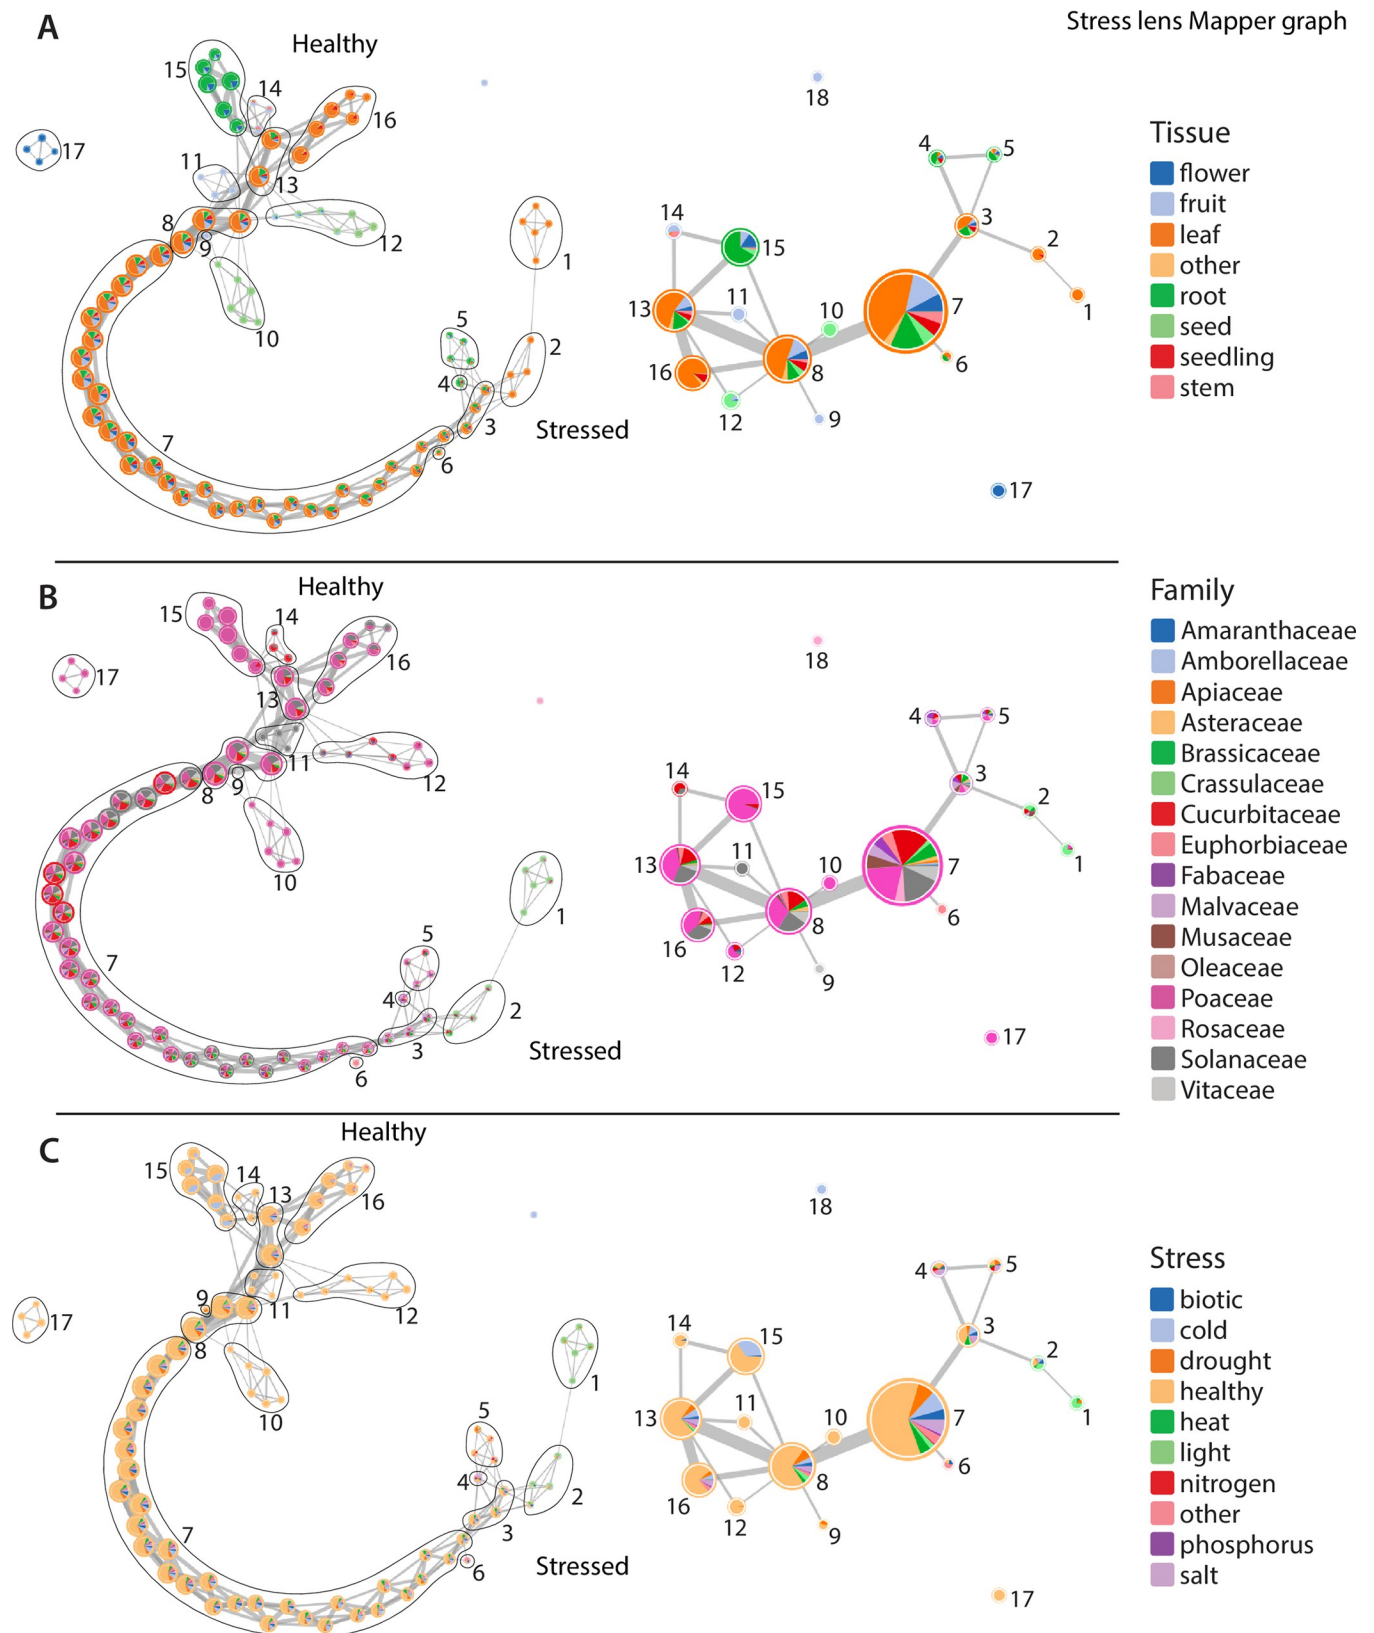 A
Stress lens Mapper graph
Healthy
15
14
16
17
11
13
8
9
12
10
1
5
2
4
3
Stressed
6
7
18
4
5
3
2
1
14
15
13
11
10
7
6
16
8
12
9
17
Tissue
flower
fruit
leaf
other
root
seed
seedling
stem
B
Healthy
15
14
16
17
13
11
12
8
9
10
1
5
2
4
3
Stressed
6
7
18
4
5
3
2
1
14
15
13
11
10
7
6
16
8
12
9
17
Family
Amaranthaceae
Amborellaceae
Apiaceae
Asteraceae
Brassicaceae
Crassulaceae
Cucurbitaceae
Euphorbiaceae
Fabaceae
Malvaceae
Musaceae
Oleaceae
Poaceae
Rosaceae
Solanaceae
Vitaceae
C
Healthy
15
14
13
16
17
9
11
12
8
10
1
5
2
4
3
Stressed
6
7
18
4
5
3
2
1
14
15
13
11
10
7
6
16
8
12
9
17
Stress
biotic
cold
drought
healthy
heat
light
nitrogen
other
phosphorus
salt